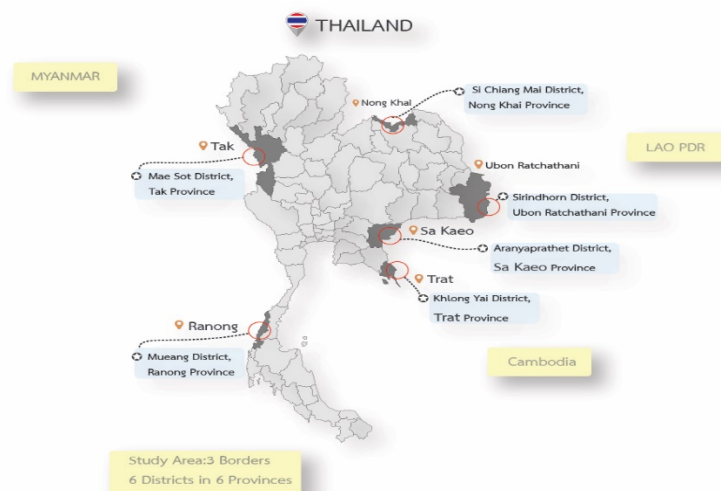 THAILAND
MYANMAR
Nong Khai
Si Chiang Mai District,
Nong Khai Province
Tak
Mae Sot District,
Tak Province
LAO PDR
Ubon Ratchathani
Sirindhorn District,
Ubon Ratchathani Province
Sa Kaeo
Aranyaprathet District,
Sa Kaeo Province
Trat
Khlong Yai District,
Trat Province
Ranong
Mueang District,
Ranong Province
Cambodia
Study Area:3 Borders
6 Districts in 6 Provinces